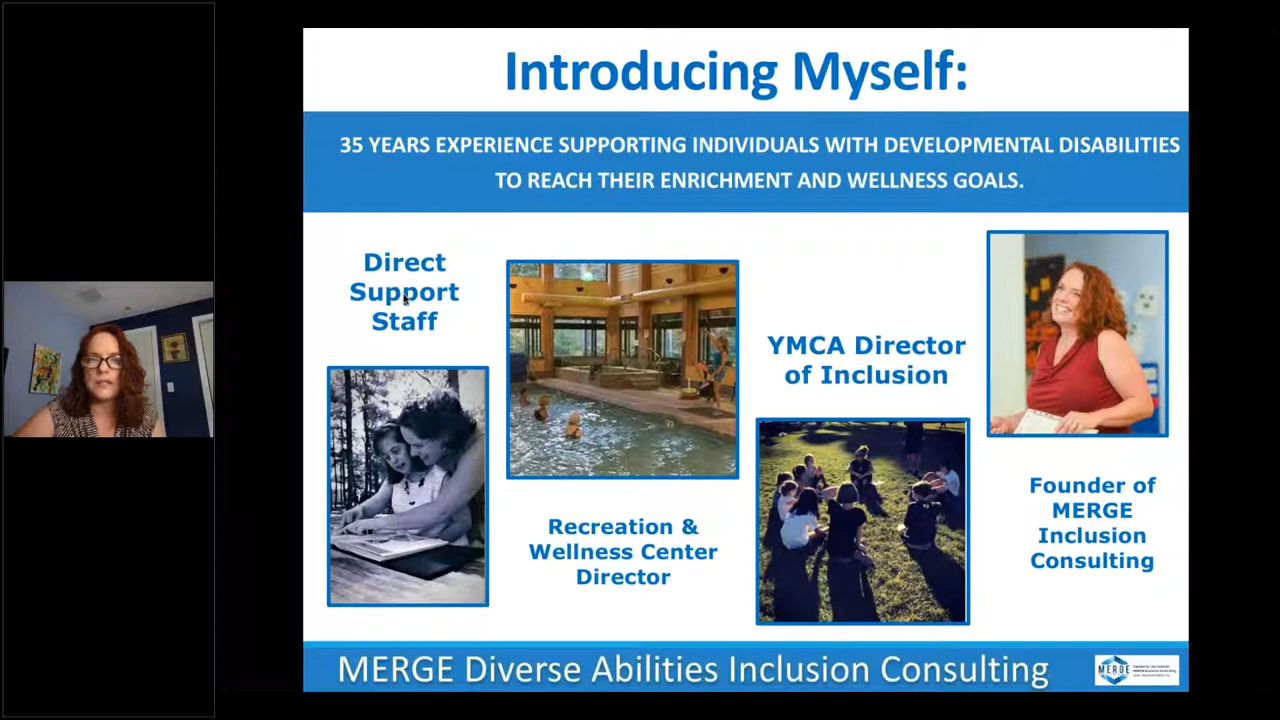 Introducing Myself:
35 YEARS EXPERIENCE SUPPORTING INDIVIDUALS WITH DEVELOPMENTAL DISABILITIES
TO REACH THEIR ENRICHMENT AND WELLNESS GOALS.
Direct
Support
Staff
Recreation &
Wellness Center
Director
YMCA Director
of Inclusion
Founder of
MERGE
Inclusion
Consulting
MERGE Diverse Abilities Inclusion Consulting
MERGE